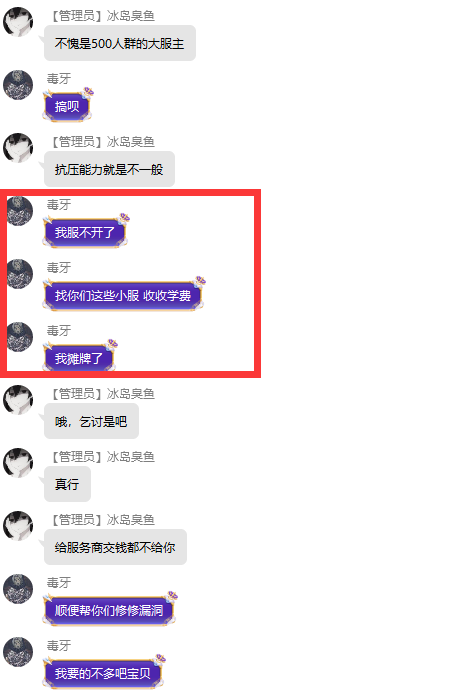 【管理员】冰岛臭鱼
不愧是500人群的大服主
毒牙
搞呗
【管理员】冰岛臭鱼
抗压能力就是不一般
毒牙
我服不开了
毒牙
找你们这些小服 收收学费
毒牙
我摊牌了
【管理员】冰岛臭鱼
哦，乞讨是吧
【管理员】冰岛臭鱼
真行
【管理员】冰岛臭鱼
给服务商交钱都不给你
毒牙
顺便帮你们修修漏洞
毒牙
我要的不多吧宝贝